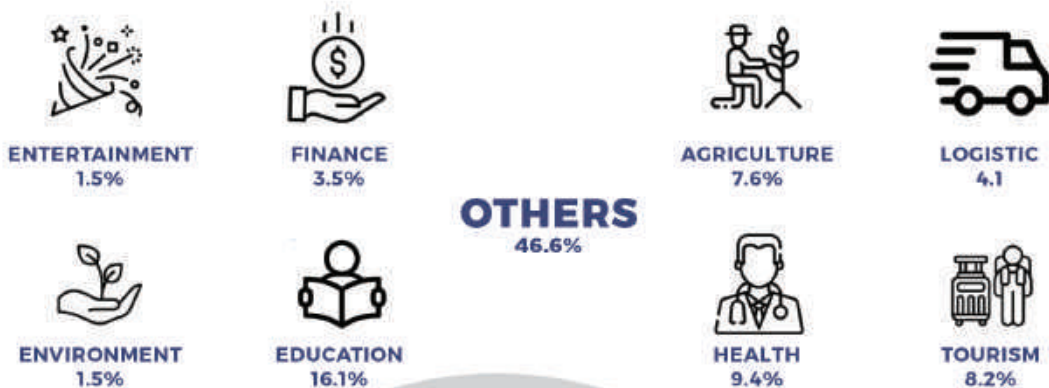 ENTERTAINMENT
1.5%
FINANCE
3.5%
AGRICULTURE
7.6%
LOGISTIC
4.1
OTHERS
46.6%
ENVIRONMENT
1.5%
EDUCATION
16.1%
HEALTH
9.4%
TOURISM
8.2%